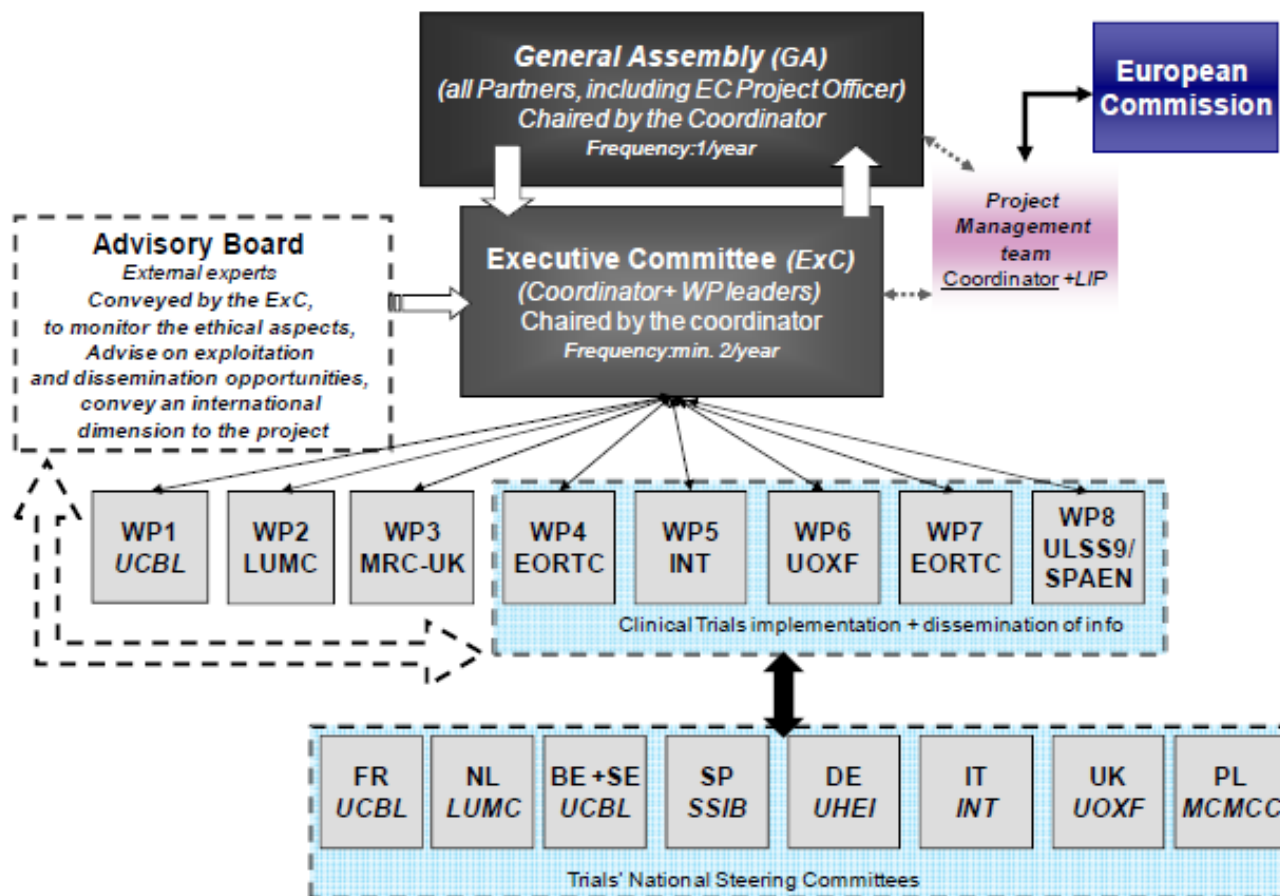 General Assembly (GA)
(all Partners, including EC Project Officer)
Chaired by the Coordinator
Frequency:1/year
European
Commission
Project
Management
team
Coordinator +LIP
Advisory Board
External experts
Conveyed by the ExC,
to monitor the ethical aspects,
Advise on exploitation
and dissemination opportunities,
convey an international
dimension to the project
Executive Committee (ExC)
(Coordinator+ WP leaders)
Chaired by the coordinator
Frequency:min. 2/year
WP1
UCBL
WP2
LUMC
WP3
MRC-UK
WP4
EORTC
WP5
INT
WP6
UOXF
WP7
EORTC
WP8
ULSS9/
SPAEN
Clinical Trials implementation + dissemination of info
FR
UCBL
NL
LUMC
BE +SE
UCBL
SP
SSIB
DE
UHEI
IT
INT
UK
UOXF
PL
MCMCC
Trials' National Steering Committees